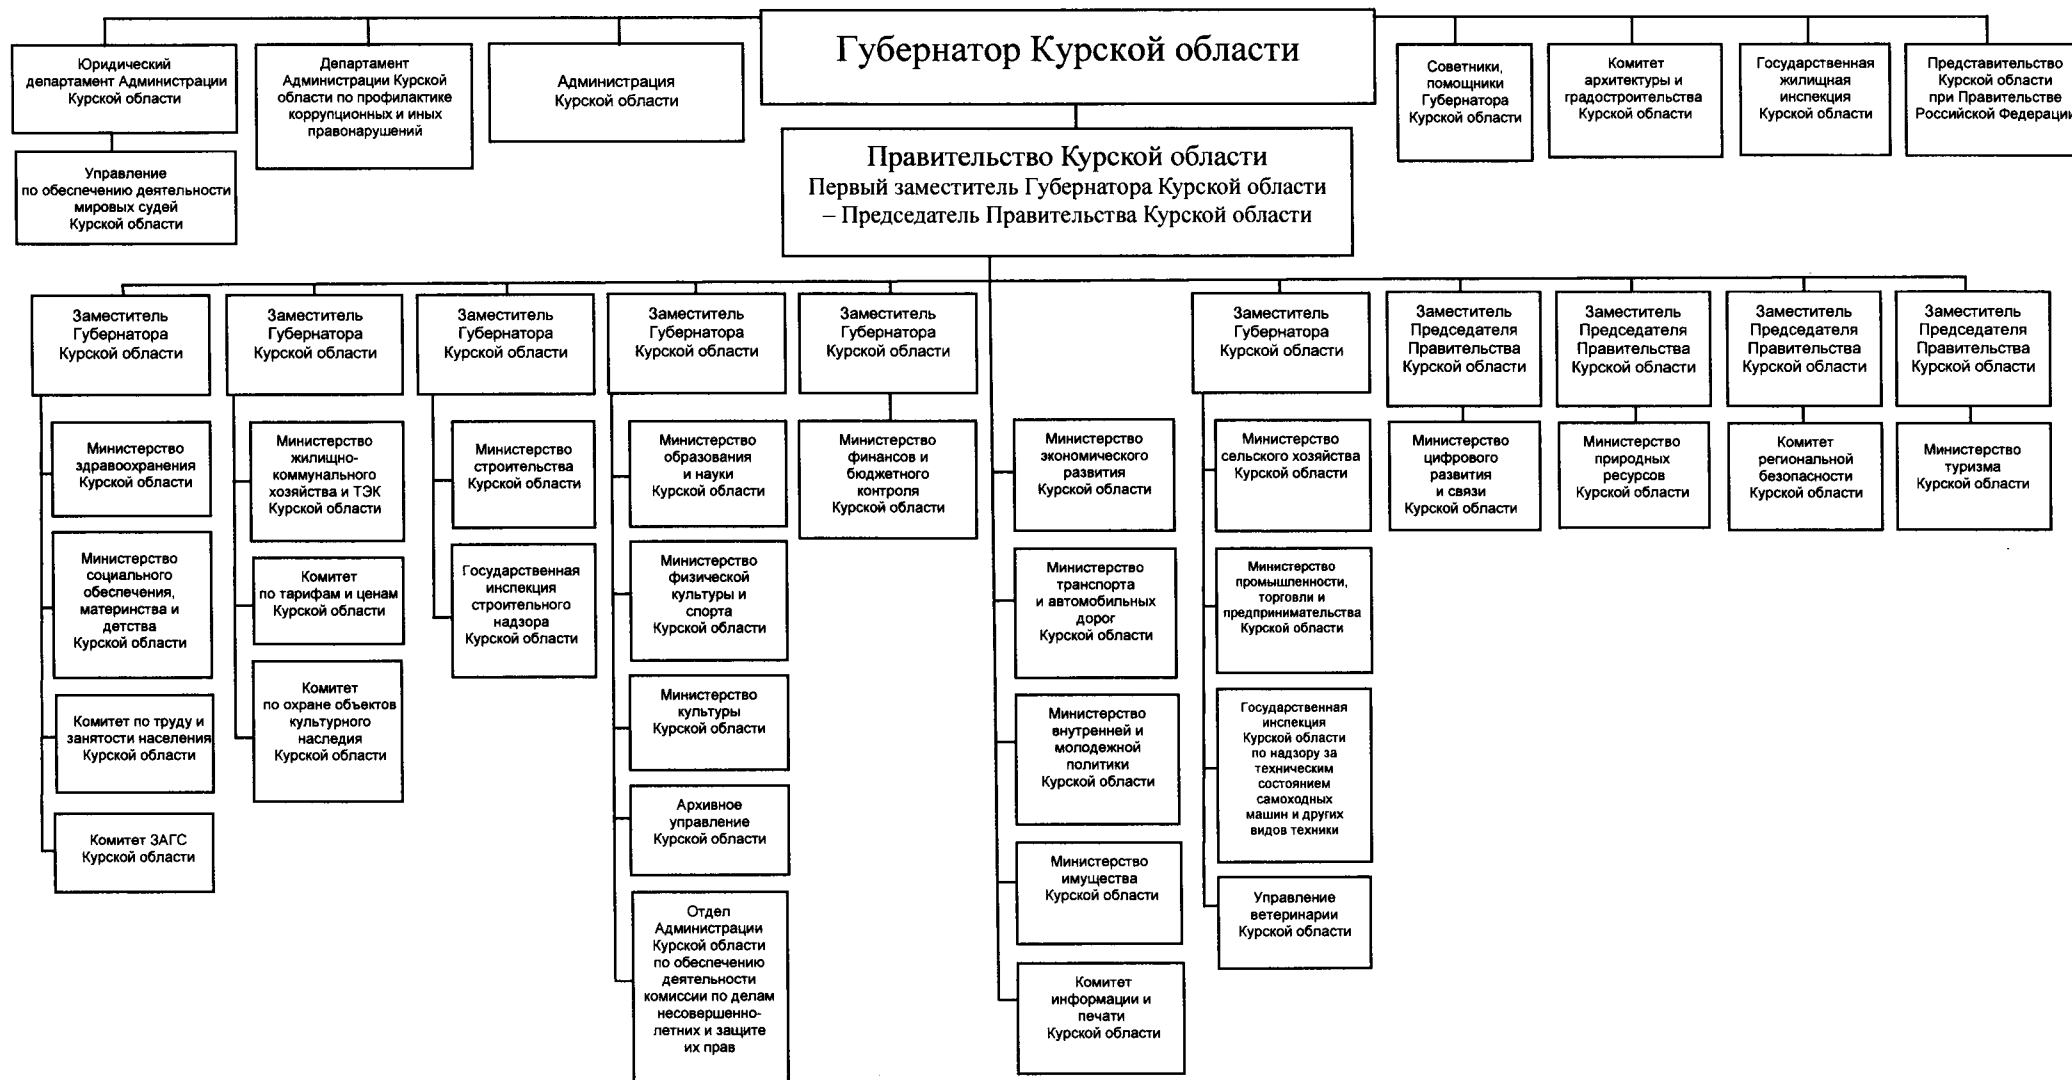 Губернатор Курской области
Юридический
департамент Администрации
Курской области
Департамент
Администрации Курской
области по профилактике
коррупционных и иных
правонарушений
Администрация
Курской области
Советники,
помощники
Губернатора
Курской области
Комитет
архитектуры и
градостроительства
Курской области
Государственная
жилищная
инспекция
Курской области
Представительство
Курской области
при Правительстве
Российской Федерации
Управление
по обеспечению деятельности
мировых судей
Курской области
Правительство Курской области
Первый заместитель Губернатора Курской области
– Председатель Правительства Курской области
Заместитель
Губернатора
Курской области
Заместитель
Губернатора
Курской области
Заместитель
Губернатора
Курской области
Заместитель
Губернатора
Курской области
Заместитель
Губернатора
Курской области
Заместитель
Губернатора
Курской области
Заместитель
Председателя
Правительства
Курской области
Заместитель
Председателя
Правительства
Курской области
Заместитель
Председателя
Правительства
Курской области
Заместитель
Председателя
Правительства
Курской области
Министерство
здравоохранения
Курской области
Министерство
социального
обеспечения,
материнства и
детства
Курской области
Комитет по труду и
занятости населения
Курской области
Комитет ЗАГС
Курской области
Министерство
жилищно-
коммунального
хозяйства и ТЭК
Курской области
Комитет
по тарифам и ценам
Курской области
Комитет
по охране объектов
культурного
наследия
Курской области
Министерство
строительства
Курской области
Государственная
инспекция
строительного
надзора
Курской области
Министерство
образования
и науки
Курской области
Министерство
физической
культуры и
спорта
Курской области
Министерство
культуры
Курской области
Архивное
управление
Курской области
Отдел
Администрации
Курской области
по обеспечению
деятельности
комиссии по делам
несовершенно-
летних и защите
их прав
Министерство
финансов и
бюджетного
контроля
Курской области
Министерство
экономического
развития
Курской области
Министерство
транспорта
и автомобильных
дорог
Курской области
Министерство
внутренней и
молодежной
политики
Курской области
Министерство
имущества
Курской области
Комитет
информации и
печати
Курской области
Министерство
сельского хозяйства
Курской области
Министерство
промышленности,
торговли и
предпринимательства
Курской области
Государственная
инспекция
Курской области
по надзору за
техническим
состоянием
самоходных
машин и других
видов техники
Управление
ветеринарии
Курской области
Министерство
цифрового
развития
и связи
Курской области
Министерство
природных
ресурсов
Курской области
Комитет
региональной
безопасности
Курской области
Министерство
туризма
Курской области